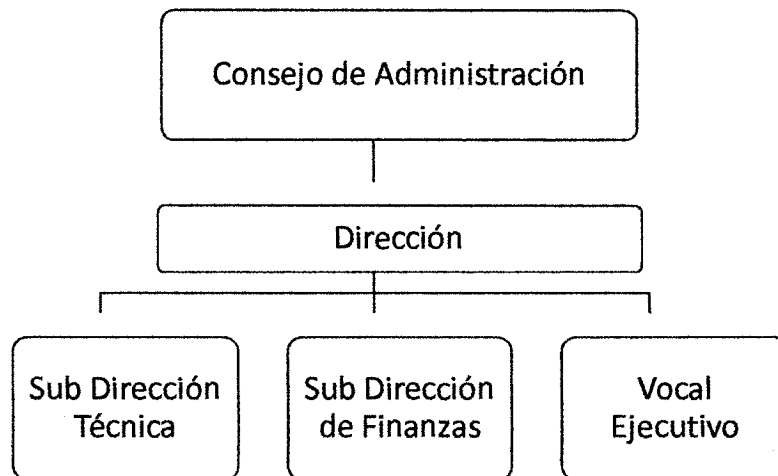 Consejo de Administración
Dirección
Sub Dirección
Técnica
Sub Dirección
de Finanzas
Vocal
Ejecutivo